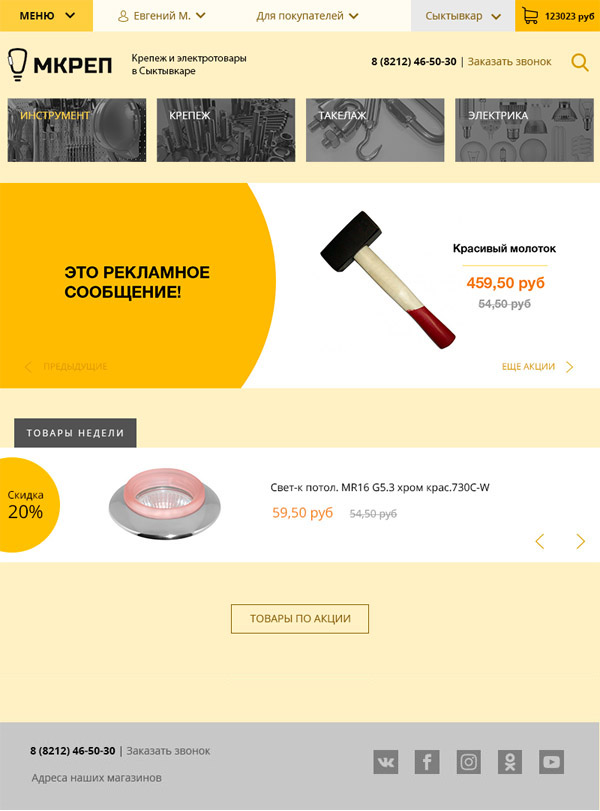 МЕНЮ
Евгений М.
Для покупателей
Сыктывкар
123023 руб
МКРЕП
Крепеж и электротовары
в Сыктывкаре
8 (8212) 46-50-30 | Заказать звонок
ИНСТРУМЕНТ
КРЕПЕЖ
ТАКЕЛАЖ
ЭЛЕКТРИКА
ЭТО РЕКЛАМНОЕ
СООБЩЕНИЕ!
Красивый молоток
459,50 руб
54,50 руб
ПРЕДЫДУЩИЕ
ЕЩЕ АКЦИИ
ТОВАРЫ НЕДЕЛИ
Скидка
20%
Свет-к потол. MR16 G5.3 хром крас.730C-W
59,50 руб
54,50 руб
ТОВАРЫ ПО АКЦИИ
8 (8212) 46-50-30 | Заказать звонок
Адреса наших магазинов